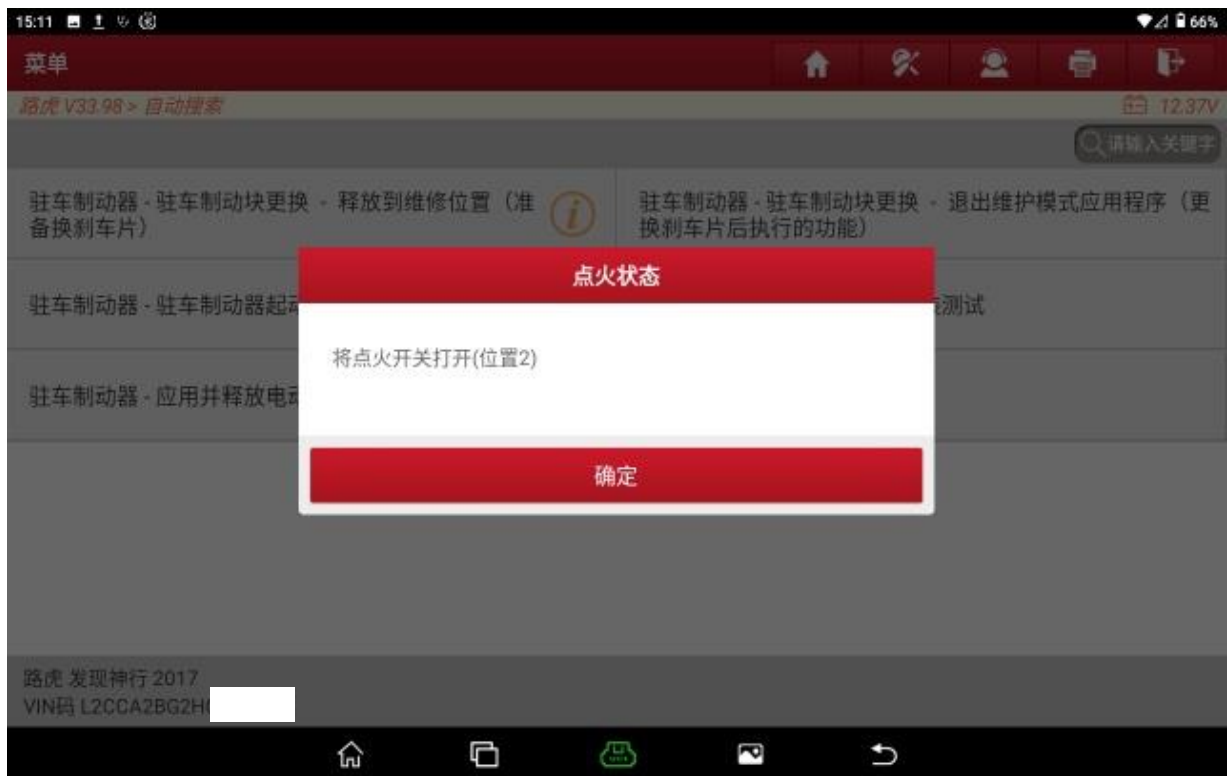 15:11
66%
菜单
路虎 V33.98 > 自动搜索
12.37V
请输入关键字
驻车制动器 - 驻车制动块更换 - 释放到维修位置（准
备换刹车片）
驻车制动器 - 驻车制动块更换 - 退出维护模式应用程序（更
换刹车片后执行的功能）
点火状态
驻车制动器 - 驻车制动器起
测试
将点火开关打开(位置2)
驻车制动器 - 应用并释放电
确定
路虎 发现神行 2017
VIN码 L2CCA2BG2H